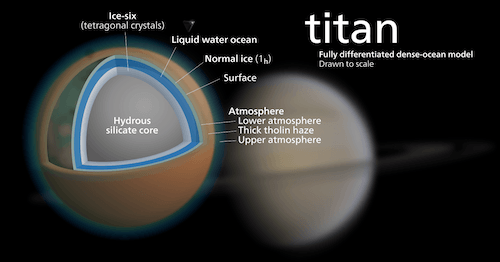 titan
Fully differentiated dense-ocean model
Drawn to scale
Ice-six
(tetragonal crystals)
Liquid water ocean
Normal ice (1h)
Surface
Atmosphere
Lower atmosphere
Thick tholin haze
Upper atmosphere
Hydrous
silicate core